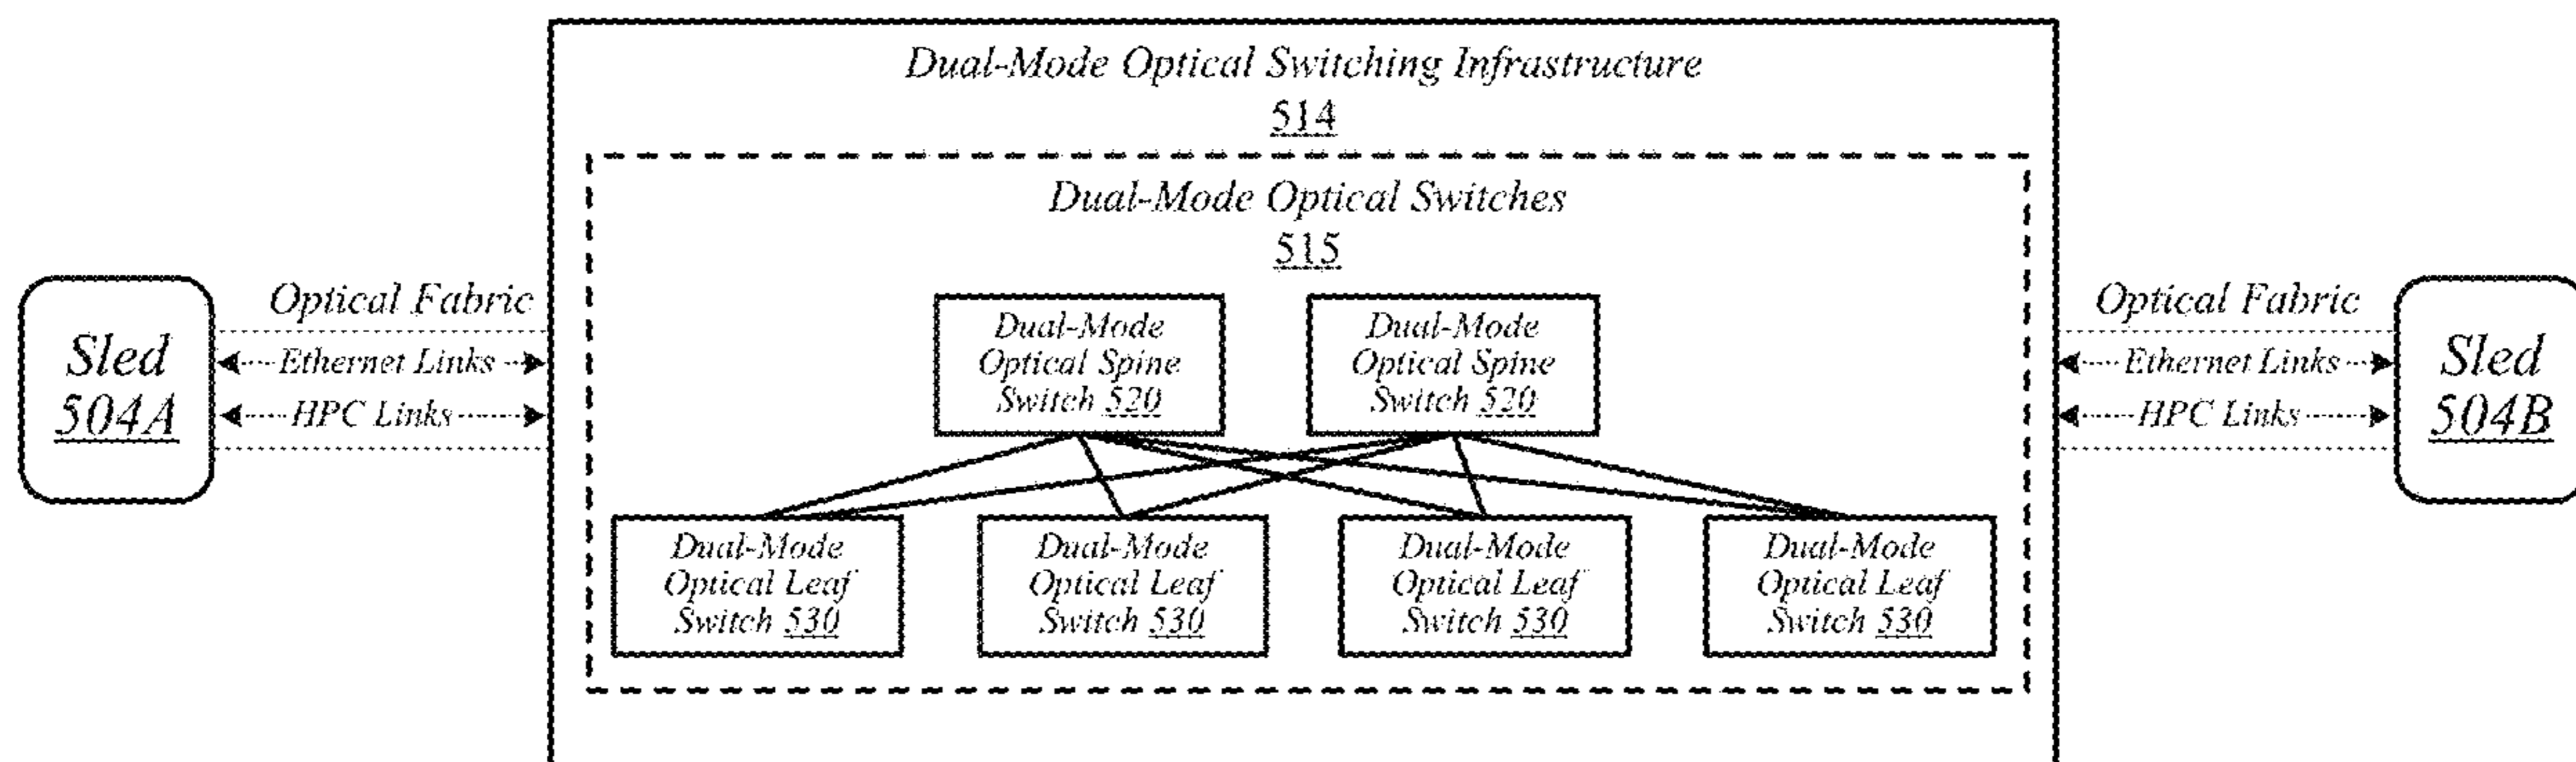 Dual-Mode Optical Switching Infrastructure
514
Dual-Mode Optical Switches
515
Sled
504A
Optical Fabric
Ethernet Links
HPC Links
Dual-Mode
Optical Spine
Switch 520
Dual-Mode
Optical Spine
Switch 520
Optical Fabric
Ethernet Links
HPC Links
Sled
504B
Dual-Mode
Optical Leaf
Switch 530
Dual-Mode
Optical Leaf
Switch 530
Dual-Mode
Optical Leaf
Switch 530
Dual-Mode
Optical Leaf
Switch 530